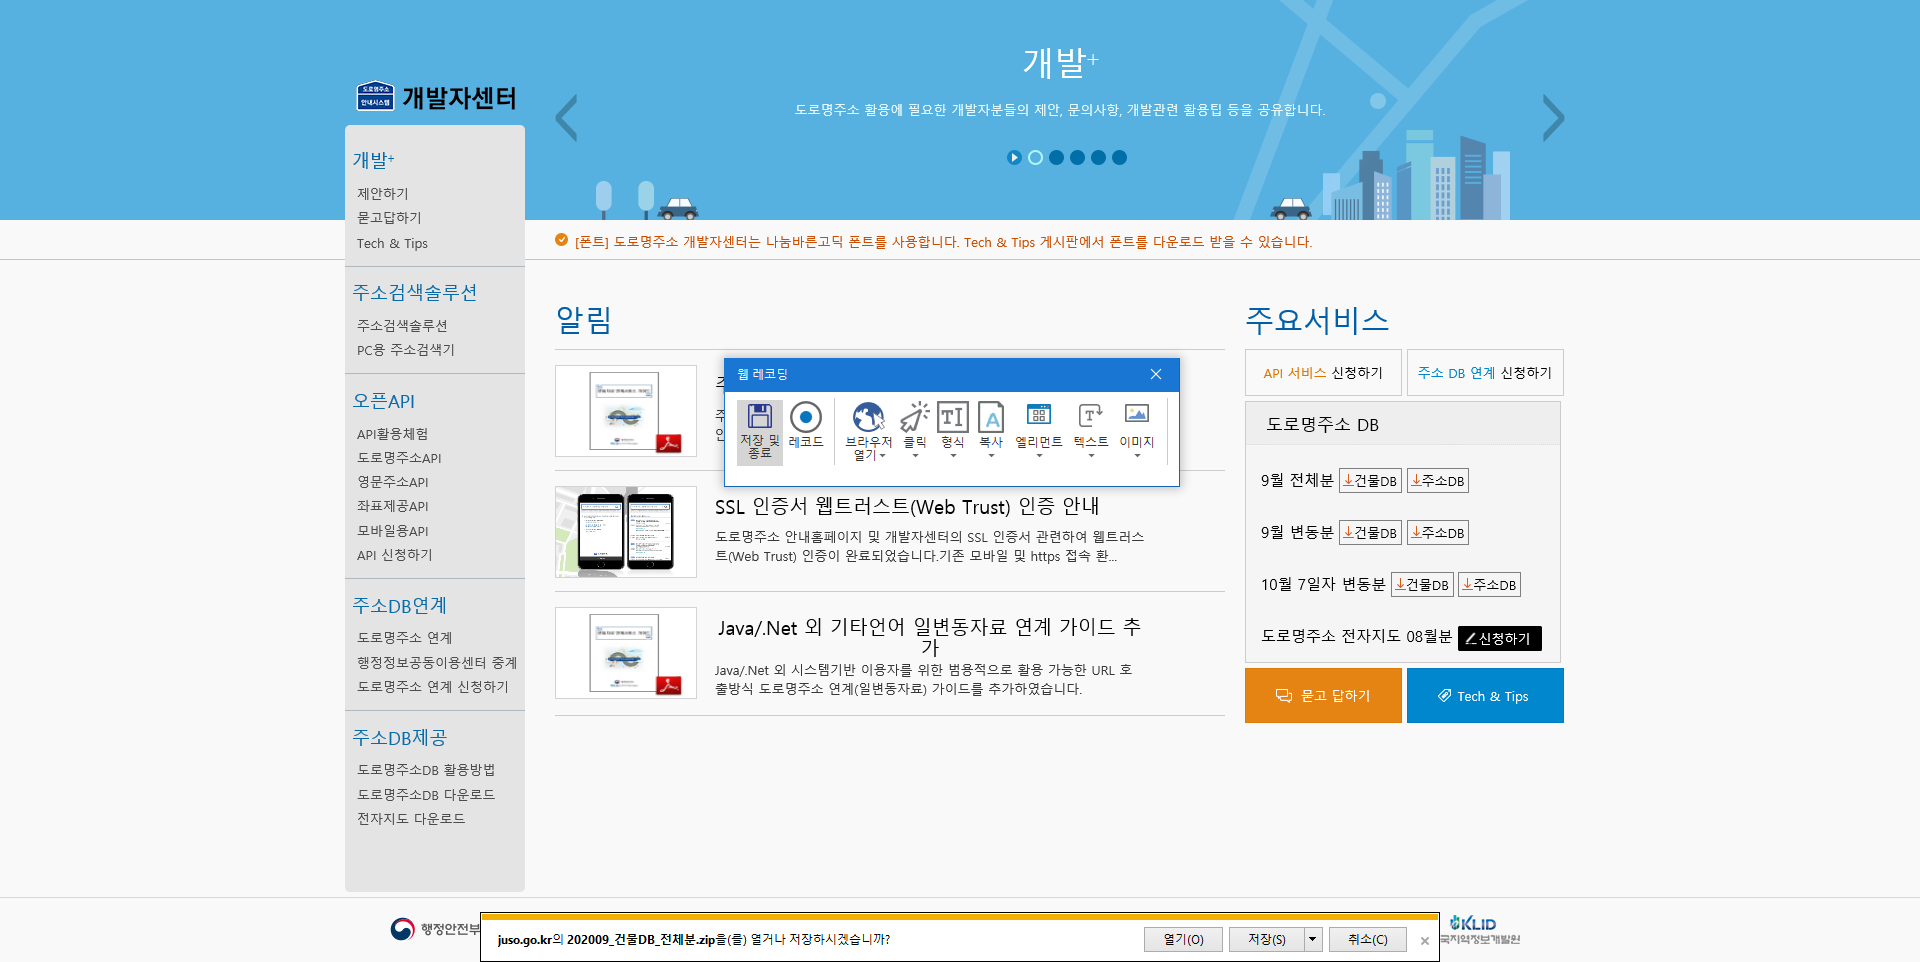 도로명주소
안내시스템
개발자센터
개발+
도로명주소 활용에 필요한 개발자분들의 제안, 문의사항, 개발관련 활용팁 등을 공유합니다.
개발+
제안하기
묻고답하기
Tech & Tips
주소검색솔루션
주소검색솔루션
PC용 주소검색기
오픈API
API활용체험
도로명주소API
영문주소API
좌표제공API
모바일용API
API 신청하기
주소DB연계
도로명주소 연계
행정정보공동이용센터 중계
도로명주소 연계 신청하기
주소DB제공
도로명주소DB 활용방법
도로명주소DB 다운로드
전자지도 다운로드
[폰트] 도로명주소 개발자센터는 나눔바른고딕 폰트를 사용합니다. Tech & Tips 게시판에서 폰트를 다운로드 받을 수 있습니다.
알림
웹 레코딩
저장 및
종료
레코드
브라우저
열기
클릭
형식
복사
엘리먼트
텍스트
이미지
SSL 인증서 웹트러스트(Web Trust) 인증 안내
도로명주소 안내홈페이지 및 개발자센터의 SSL 인증서 관련하여 웹트러스
트(Web Trust) 인증이 완료되었습니다.기존 모바일 및 https 접속 환...
Java/.Net 외 기타언어 일변동자료 연계 가이드 추
가
Java/.Net 외 시스템기반 이용자를 위한 범용적으로 활용 가능한 URL 호
출방식 도로명주소 연계(일변동자료) 가이드를 추가하였습니다.
주요서비스
API 서비스 신청하기
주소 DB 연계 신청하기
도로명주소 DB
9월 전체분 건물DB 주소DB
9월 변동분 건물DB 주소DB
10월 7일자 변동분 건물DB 주소DB
도로명주소 전자지도 08월분 신청하기
묻고 답하기
Tech & Tips
행정안전부
juso.go.kr의 202009_건물DB_전체분.zip을(를) 열거나 저장하시겠습니까?
열기(O)
저장(S)
취소(C)
KLID
국지역정보개발원